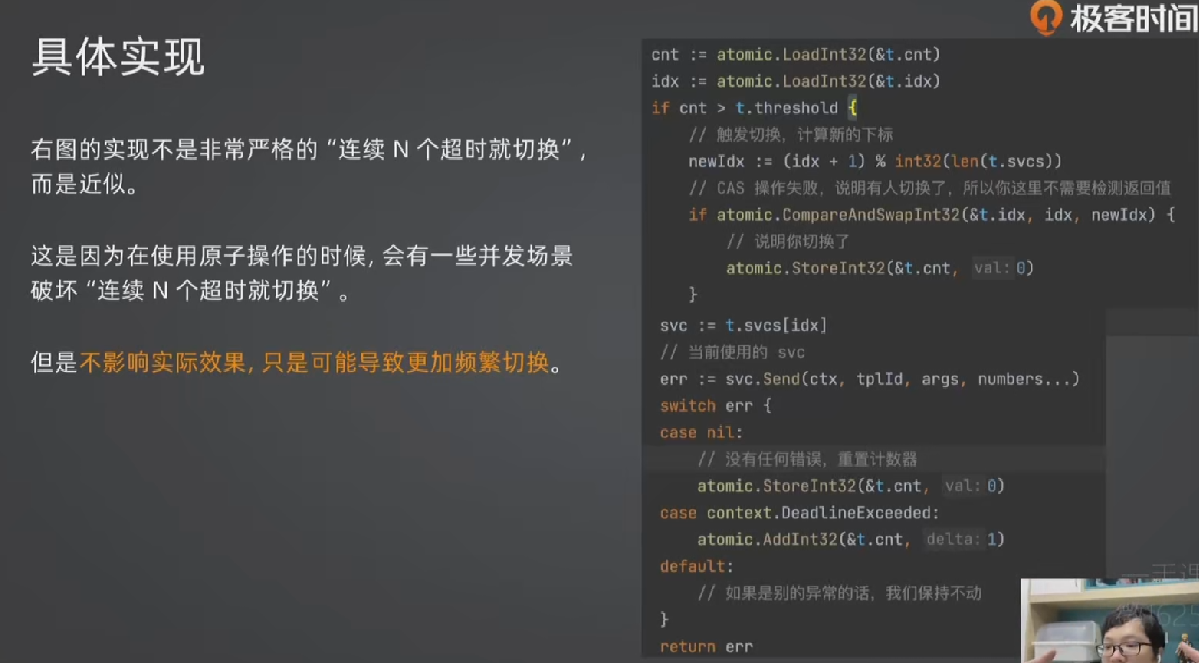 极客时间
具体实现
右图的实现不是非常严格的“连续 N 个超时就切换”,
而是近似。
这是因为在使用原子操作的时候, 会有一些并发场景
破坏“连续 N 个超时就切换”。
但是不影响实际效果, 只是可能导致更加频繁切换。
cnt := atomic.LoadInt32(&t.cnt)
idx := atomic.LoadInt32(&t.idx)
if cnt > t.threshold {
// 触发切换, 计算新的下标
newIdx := (idx + 1) % int32(len(t.svcs))
// CAS 操作失败, 说明有人切换了, 所以你这里不需要检测返回值
if atomic.CompareAndSwapInt32(&t.idx, idx, newIdx) {
// 说明你切换了
atomic.StoreInt32(&t.cnt, val: 0)
}
svc := t.svcs[idx]
// 当前使用的 svc
err := svc.Send(ctx, tplId, args, numbers...)
switch err {
case nil:
// 没有任何错误, 重置计数器
atomic.StoreInt32(&t.cnt, val: 0)
case context.DeadlineExceeded:
atomic.AddInt32(&t.cnt, delta: 1)
default:
// 如果是别的异常的话, 我们保持不动
}
return err